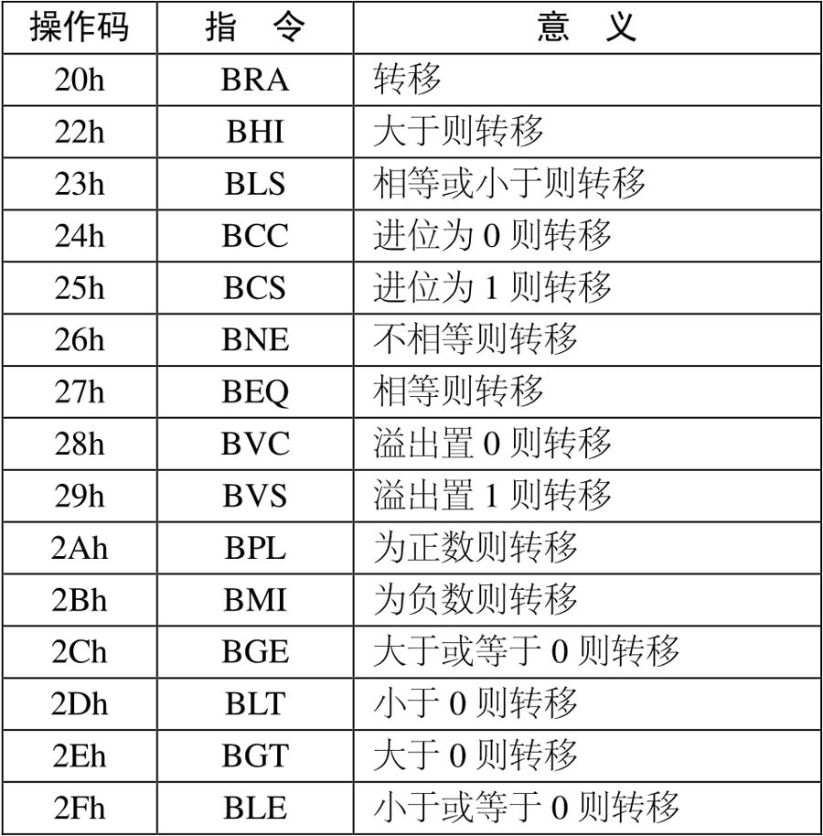 操作码 指 令 意 义
20h BRA 转移
22h BHI 大于则转移
23h BLS 相等或小于则转移
24h BCC 进位为 0 则转移
25h BCS 进位为 1 则转移
26h BNE 不相等则转移
27h BEQ 相等则转移
28h BVC 溢出置 0 则转移
29h BVS 溢出置 1 则转移
2Ah BPL 为正数则转移
2Bh BMI 为负数则转移
2Ch BGE 大于或等于 0 则转移
2Dh BLT 小于 0 则转移
2Eh BGT 大于 0 则转移
2Fh BLE 小于或等于 0 则转移